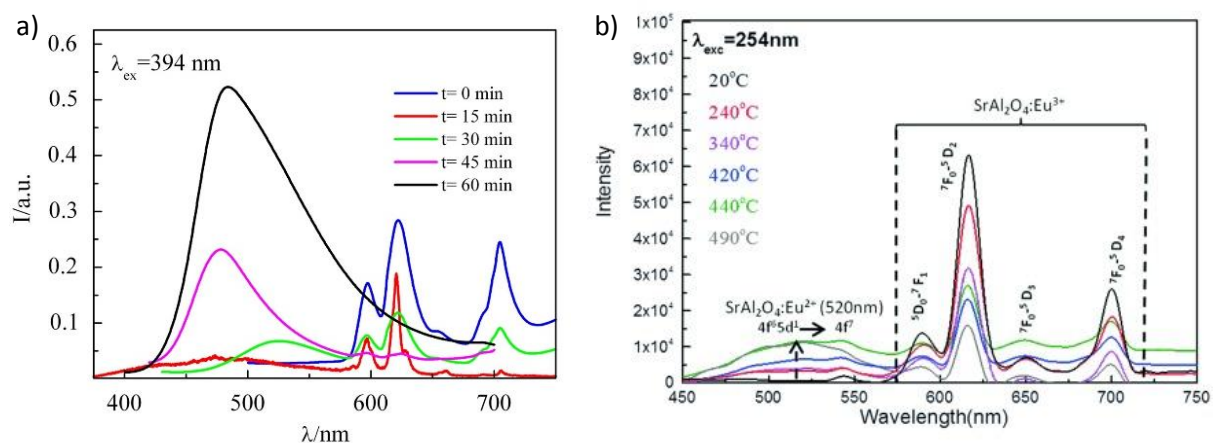 a)
0.6
0.5
0.4
0.3
0.2
0.1
I/a.u.
λex=394 nm
t= 0 min
t= 15 min
t= 30 min
t= 45 min
t= 60 min
400 500 600 700
λ/nm
b)
1x10⁵
9x10⁴
8x10⁴
7x10⁴
6x10⁴
5x10⁴
4x10⁴
3x10⁴
2x10⁴
1x10⁴
0
Intensity
λexc=254nm
20°C
240°C
340°C
420°C
440°C
490°C
SrAl₂O₄:Eu³⁺
⁷F₀-⁵D₂
⁵D₀-⁷F₁
⁷F₀-⁵D₃
⁷F₀-⁵D₄
SrAl₂O₄:Eu²⁺ (520nm)
4f⁶5d¹ → 4f⁷
450 500 550 600 650 700 750
Wavelength(nm)